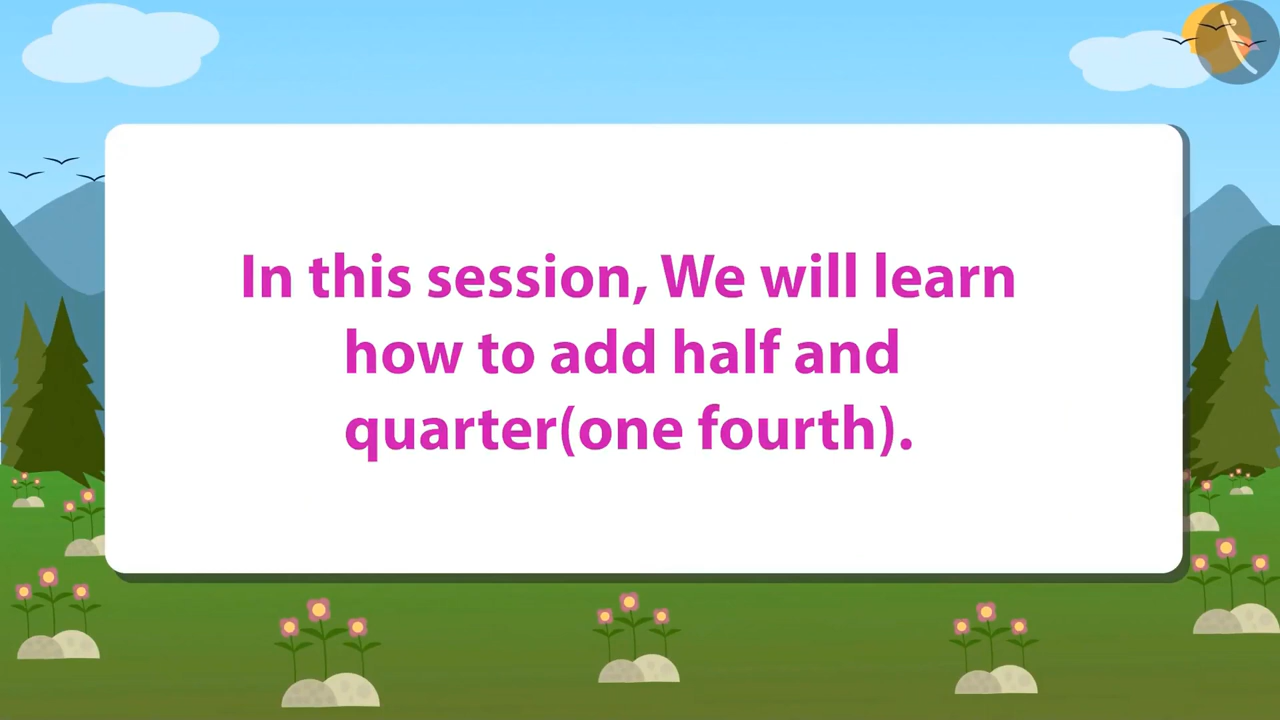 In this session, We will learn
how to add half and
quarter(one fourth).